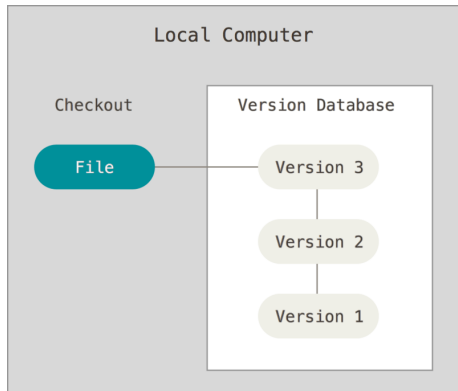 Local Computer
Checkout
Version Database
File
Version 3
Version 2
Version 1